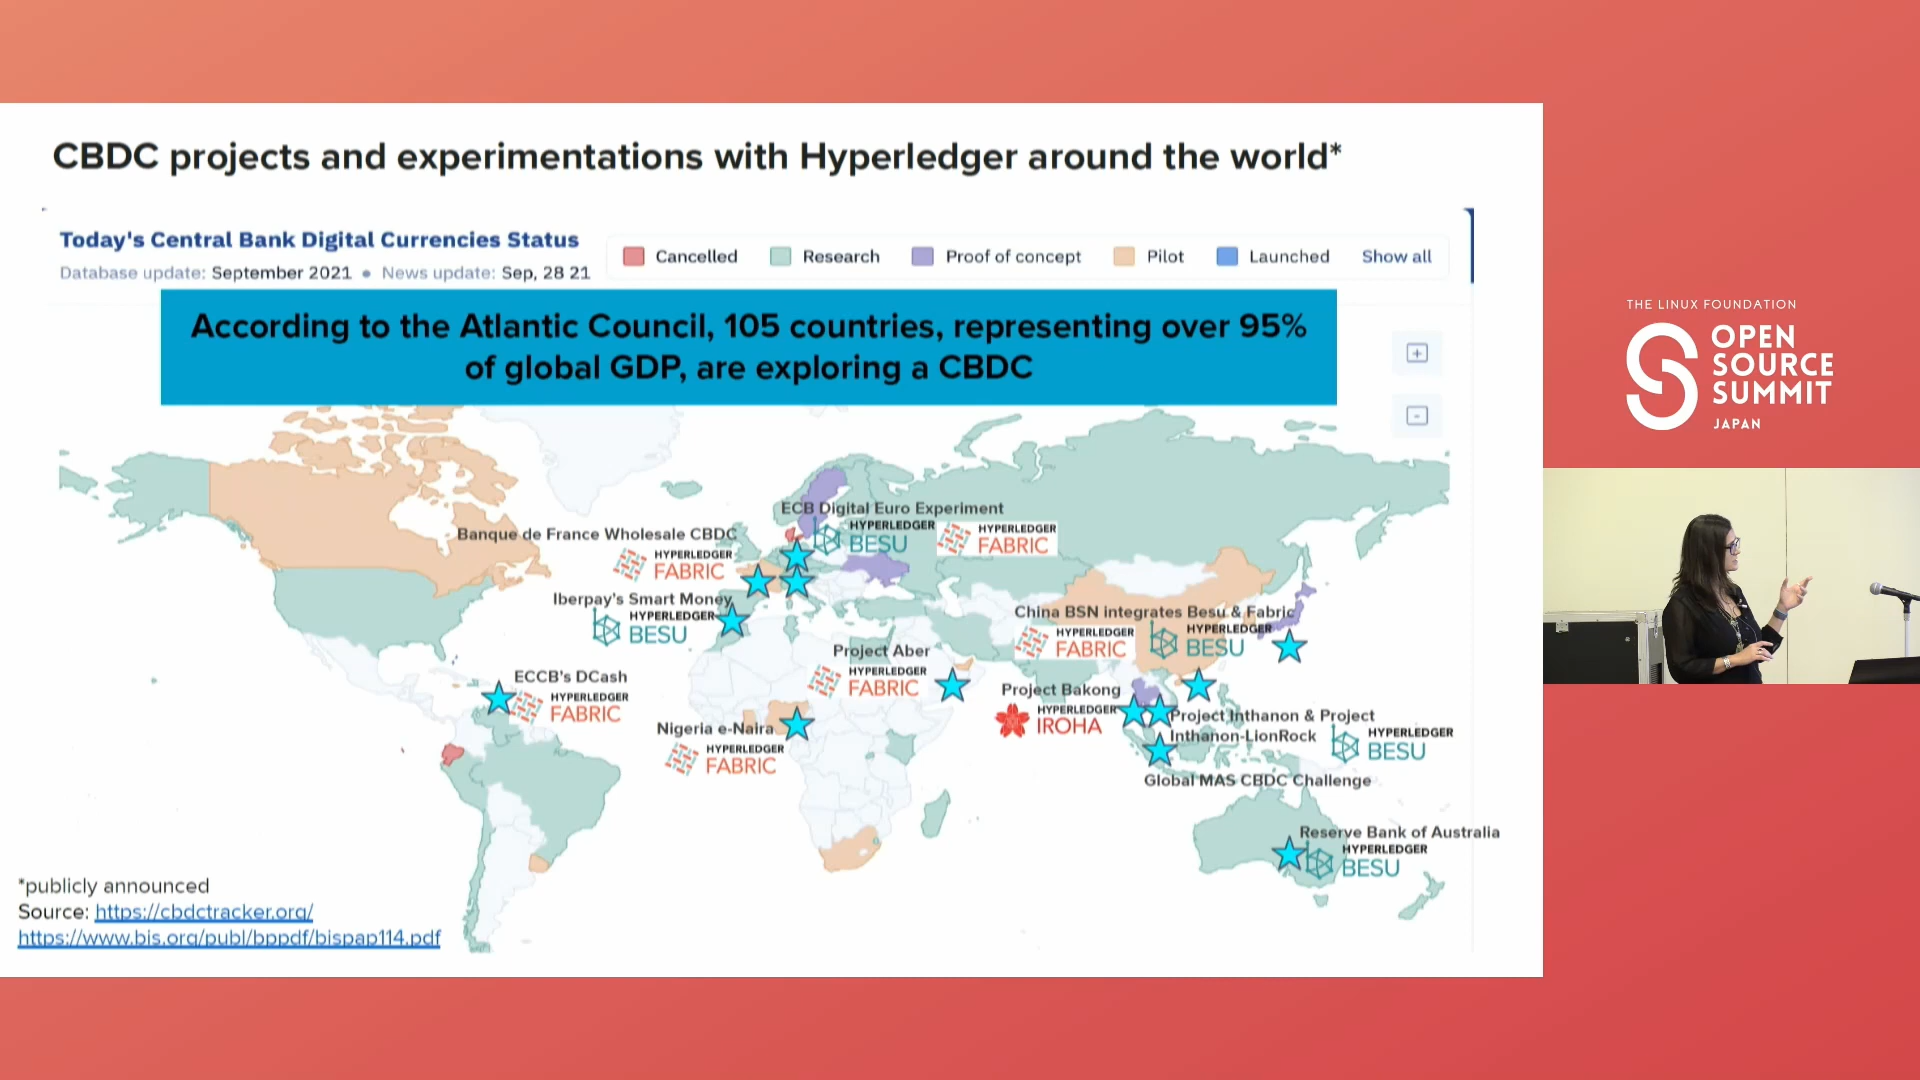 CBDC projects and experimentations with Hyperledger around the world*
Today's Central Bank Digital Currencies Status
Database update: September 2021 • News update: Sep, 28 21
Cancelled
Research
Proof of concept
Pilot
Launched
Show all
According to the Atlantic Council, 105 countries, representing over 95%
of global GDP, are exploring a CBDC
+
-
ECB Digital Euro Experiment
HYPERLEDGER
BESU
HYPERLEDGER
FABRIC
Banque de France Wholesale CBDC
HYPERLEDGER
FABRIC
Iberpay's Smart Money
HYPERLEDGER
BESU
China BSN integrates Besu & Fabric
HYPERLEDGER
FABRIC
HYPERLEDGER
BESU
Project Aber
HYPERLEDGER
FABRIC
ECCB's DCash
HYPERLEDGER
FABRIC
Project Bakong
HYPERLEDGER
IROHA
Nigeria e-Naira
HYPERLEDGER
FABRIC
Project Inthanon & Project
Inthanon-LionRock
HYPERLEDGER
BESU
Global MAS CBDC Challenge
Reserve Bank of Australia
HYPERLEDGER
BESU
*publicly announced
Source: https://cbdctracker.org/
https://www.bis.org/publ/bppdf/bispap114.pdf
THE LINUX FOUNDATION
OPEN
SOURCE
SUMMIT
JAPAN